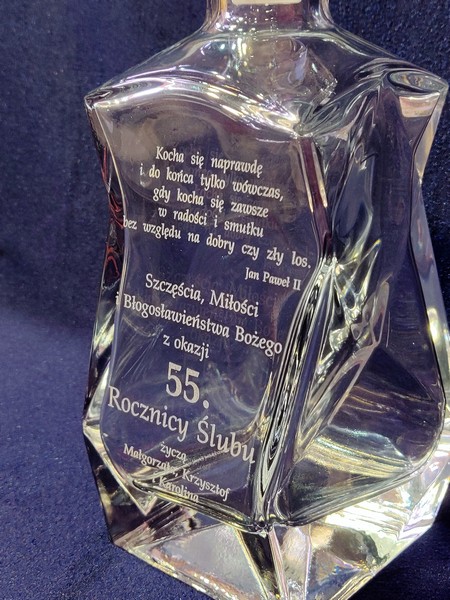 Kocha się naprawdę
i do końca tylko wówczas,
gdy kocha się zawsze
w radości i smutku
bez względu na dobry czy zły los.
Jan Paweł II
Szczęścia, Miłości
i Błogosławieństwa Bożego
z okazji
55.
Rocznicy Ślubu
życzą
Małgorzata, Krzysztof
i Karolina